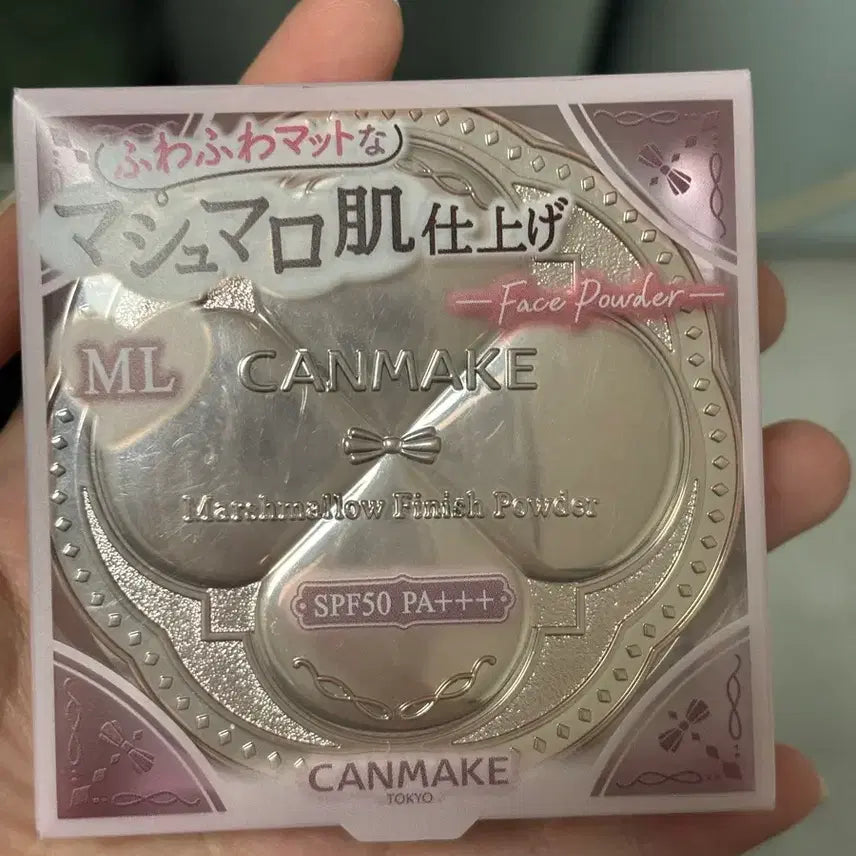 ふわふわマットな
マシュマロ肌仕上げ
—Face Powder—
ML
CANMAKE
Marshmallow Finish Powder
SPF50 PA+++
CANMAKE
TOKYO